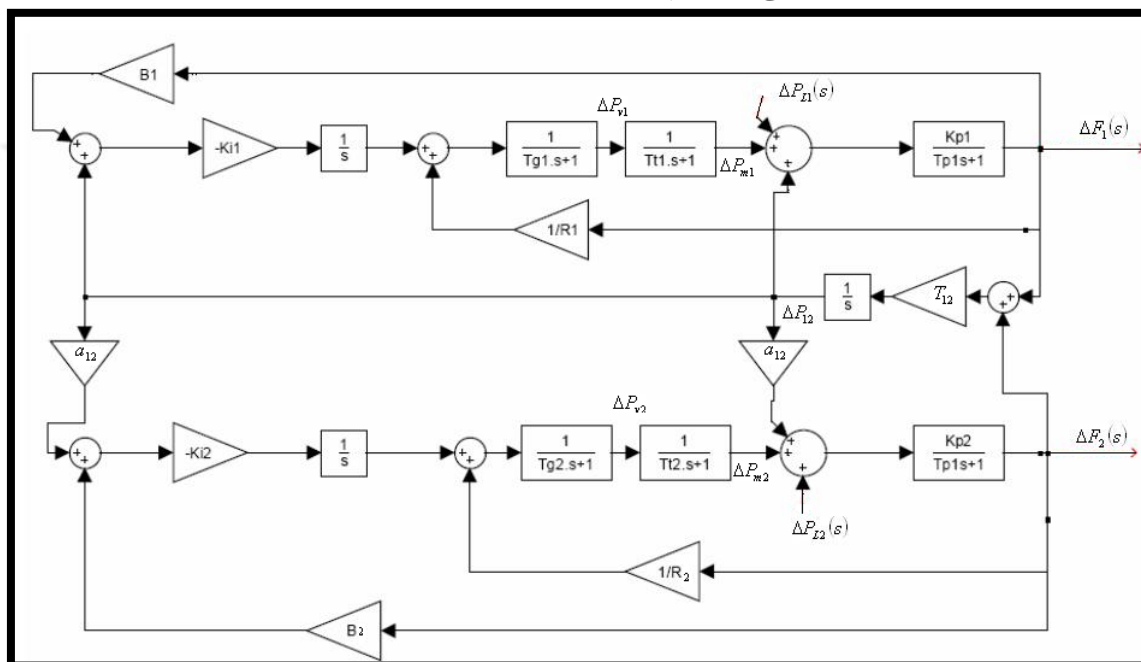 B1
ΔP_{L1}(s)
ΔP_{v1}
ΔF_1(s)
+ + -Ki1 1/s + + 1/(Tg1.s+1) 1/(Tt1.s+1) ΔP_{m1} + + + Kp1/(Tp1s+1)
1/R1
ΔP_{12} 1/s T_{12} + +
a_{12} a_{12}
ΔP_{v2}
ΔF_2(s)
+ + -Ki2 1/s + + 1/(Tg2.s+1) 1/(Tt2.s+1) ΔP_{m2} + + + Kp2/(Tp1s+1)
ΔP_{L2}(s)
1/R_2
B2